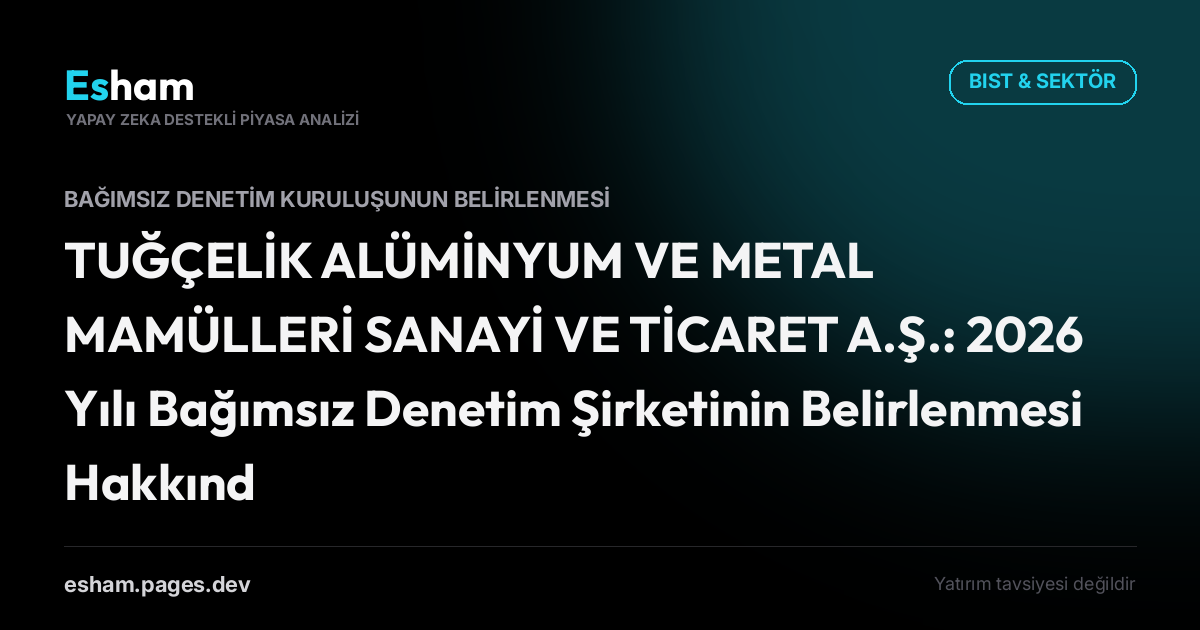 Esham
BIST & SEKTÖR
YAPAY ZEKA DESTEKLİ PİYASA ANALİZİ
BAĞIMSIZ DENETİM KURULUŞUNUN BELİRLENMESİ
TUĞÇELİK ALÜMİNYUM VE METAL
MAMÜLLERİ SANAYİ VE TİCARET A.Ş.: 2026
Yılı Bağımsız Denetim Şirketinin Belirlenmesi
Hakkınd
esham.pages.dev
Yatırım tavsiyesi değildir